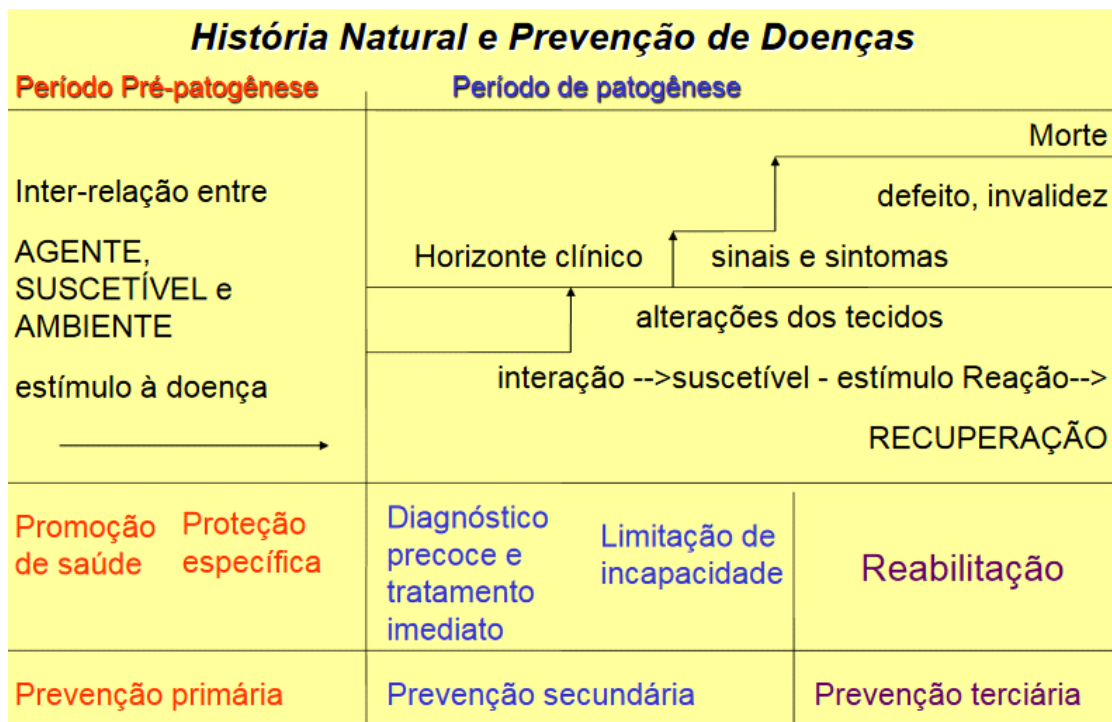 História Natural e Prevenção de Doenças
Período Pré-patogênese
Período de patogênese
Inter-relação entre
AGENTE,
SUSCETÍVEL e
AMBIENTE
estímulo à doença
Morte
defeito, invalidez
Horizonte clínico
sinais e sintomas
alterações dos tecidos
interação -->suscetível - estímulo Reação-->
RECUPERAÇÃO
Promoção
de saúde
Proteção
específica
Diagnóstico
precoce e
tratamento
imediato
Limitação de
incapacidade
Reabilitação
Prevenção primária
Prevenção secundária
Prevenção terciária